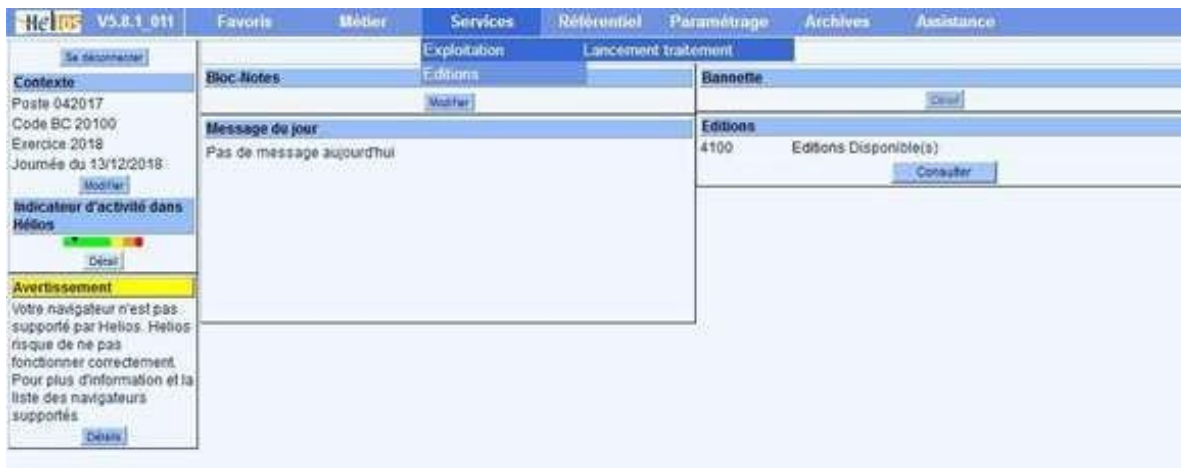 Helios V5.8.1_011 Favoris Métier Services Référentiel Paramétrage Archives Assistance
Se déconnecter
Exploitation Lancement traitement
Editions
Contexte
Poste 042017
Code BC 20100
Exercice 2018
Journée du 13/12/2018
Modifier
Indicateur d'activité dans
Hélios
Détail
Avertissement
Votre navigateur n'est pas
supporté par Helios. Helios
risque de ne pas
fonctionner correctement.
Pour plus d'information et la
liste des navigateurs
supportés
Détails
Bloc-Notes
Modifier
Message du jour
Pas de message aujourd'hui
Bannette
Détail
Editions
4100 Editions Disponible(s)
Consulter